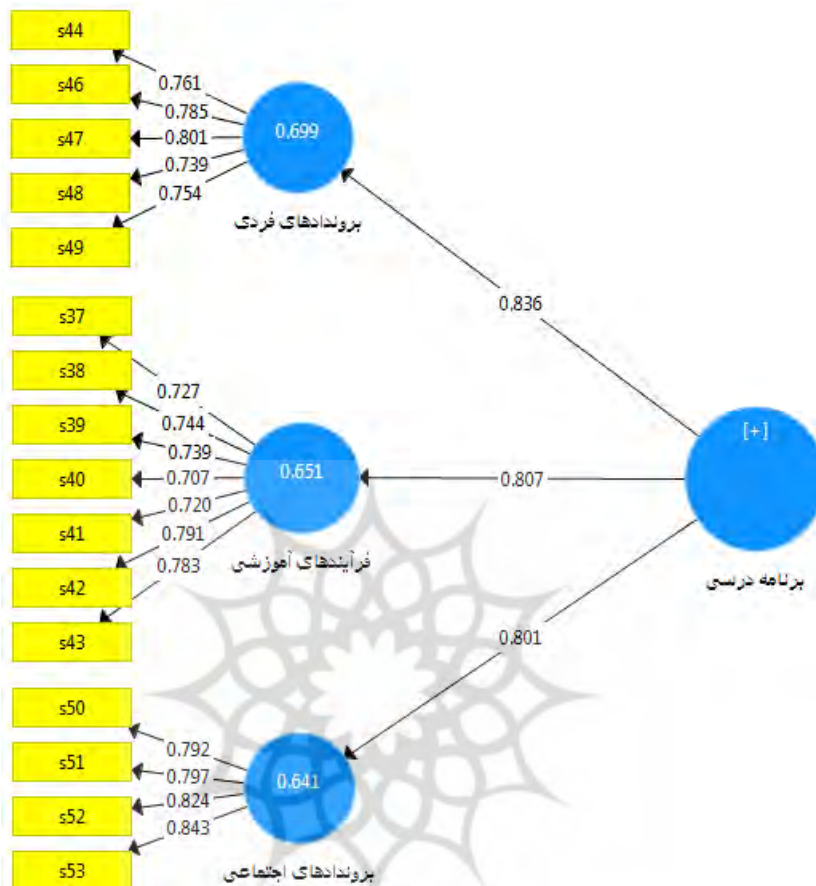 s44
s46
s47
s48
s49
0.761
0.785
0.801
0.739
0.754
0.699
بروندادهای فردی
0.836
s37
s38
s39
s40
s41
s42
s43
0.727
0.744
0.739
0.707
0.720
0.791
0.783
0.651
فرآیندهای آموزشی
0.807
[+]
برنامه درسی
0.801
s50
s51
s52
s53
0.792
0.797
0.824
0.843
0.641
بروندادهای اجتماعی